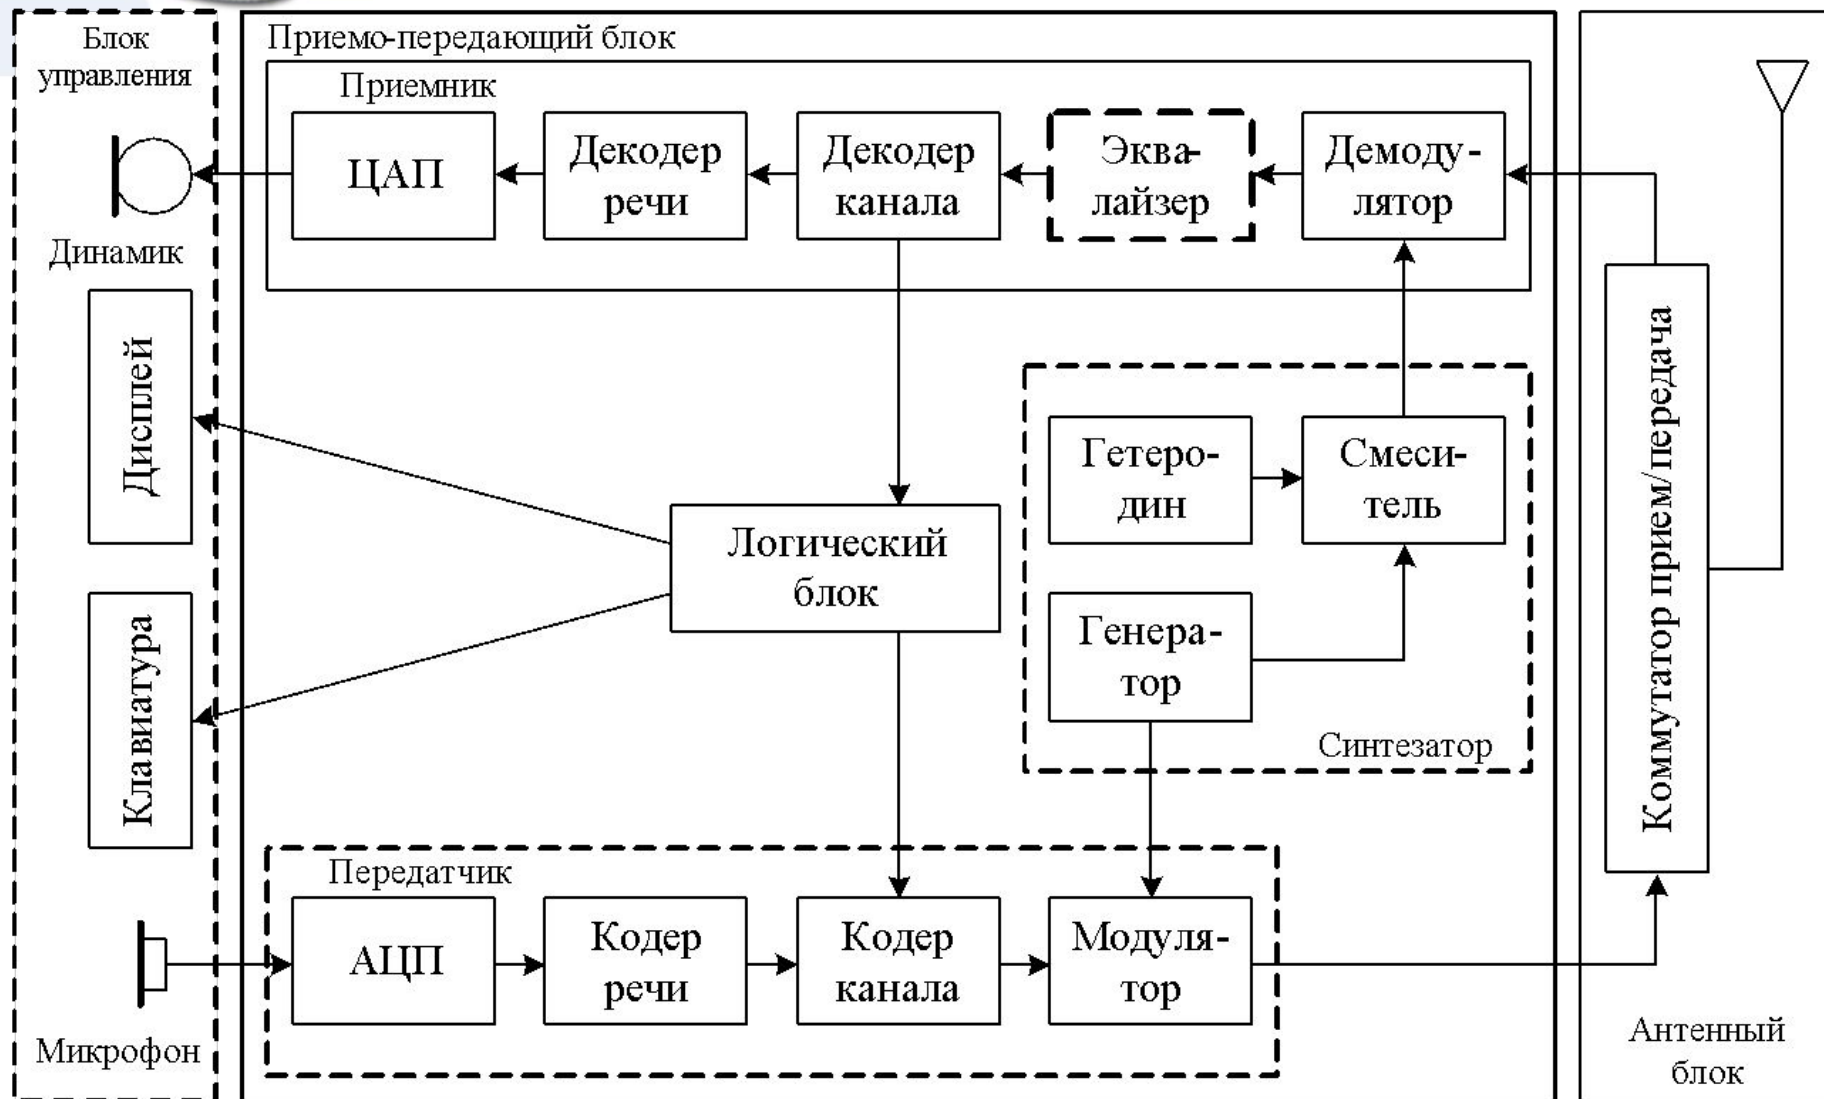 Блок
управления
Динамик
Дисплей
Клавиатура
Микрофон
Приемо-передающий блок
Приемник
ЦАП
Декодер
речи
Декодер
канала
Эква-
лайзер
Демоду-
лятор
Логический
блок
Гетеро-
дин
Смеси-
тель
Генера-
тор
Синтезатор
Передатчик
АЦП
Кодер
речи
Кодер
канала
Модуля-
тор
Коммутатор прием/передача
Антенный
блок